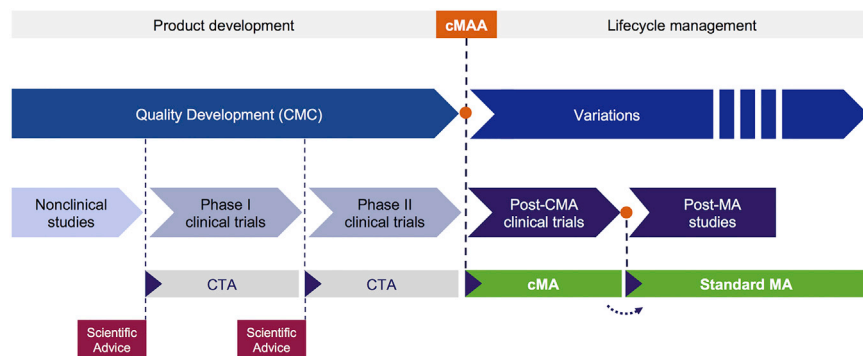 Product development
cMAA
Lifecycle management
Quality Development (CMC)
Variations
Nonclinical
studies
Phase I
clinical trials
Phase II
clinical trials
Post-CMA
clinical trials
Post-MA
studies
CTA
CTA
cMA
Standard MA
Scientific
Advice
Scientific
Advice